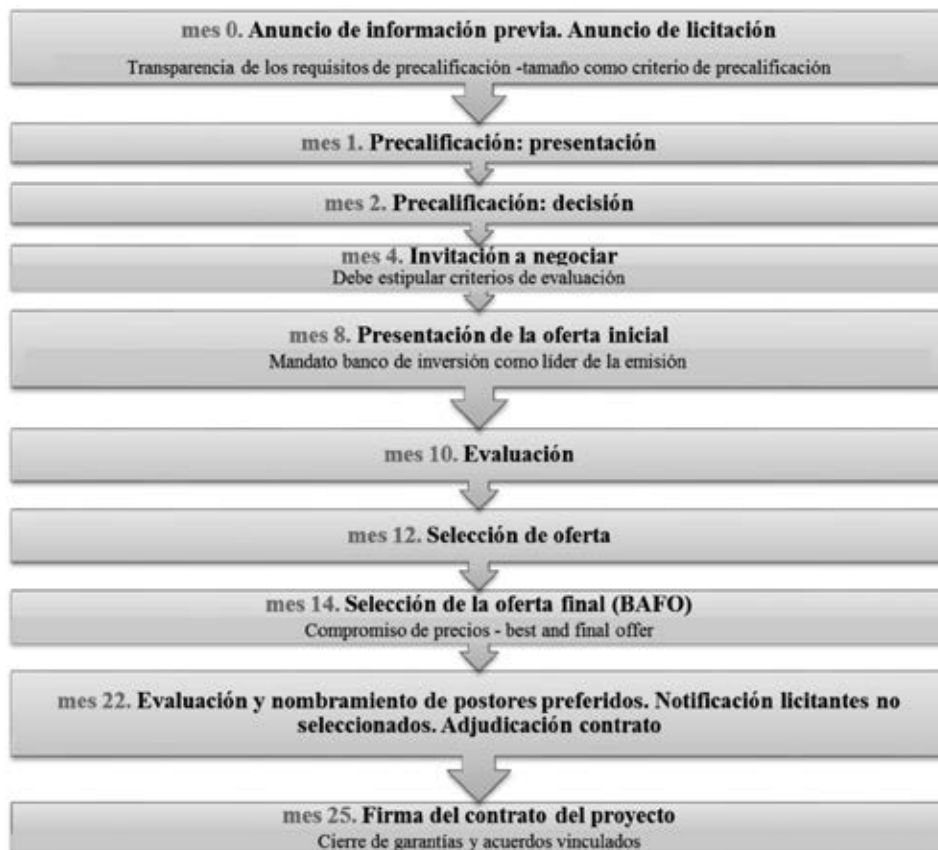 mes 0. Anuncio de información previa. Anuncio de licitación
Transparencia de los requisitos de precalificación -tamaño como criterio de precalificación
mes 1. Precalificación: presentación
mes 2. Precalificación: decisión
mes 4. Invitación a negociar
Debe estipular criterios de evaluación
mes 8. Presentación de la oferta inicial
Mandato banco de inversión como líder de la emisión
mes 10. Evaluación
mes 12. Selección de oferta
mes 14. Selección de la oferta final (BAFO)
Compromiso de precios - best and final offer
mes 22. Evaluación y nombramiento de postores preferidos. Notificación licitantes no
seleccionados. Adjudicación contrato
mes 25. Firma del contrato del proyecto
Cierre de garantías y acuerdos vinculados